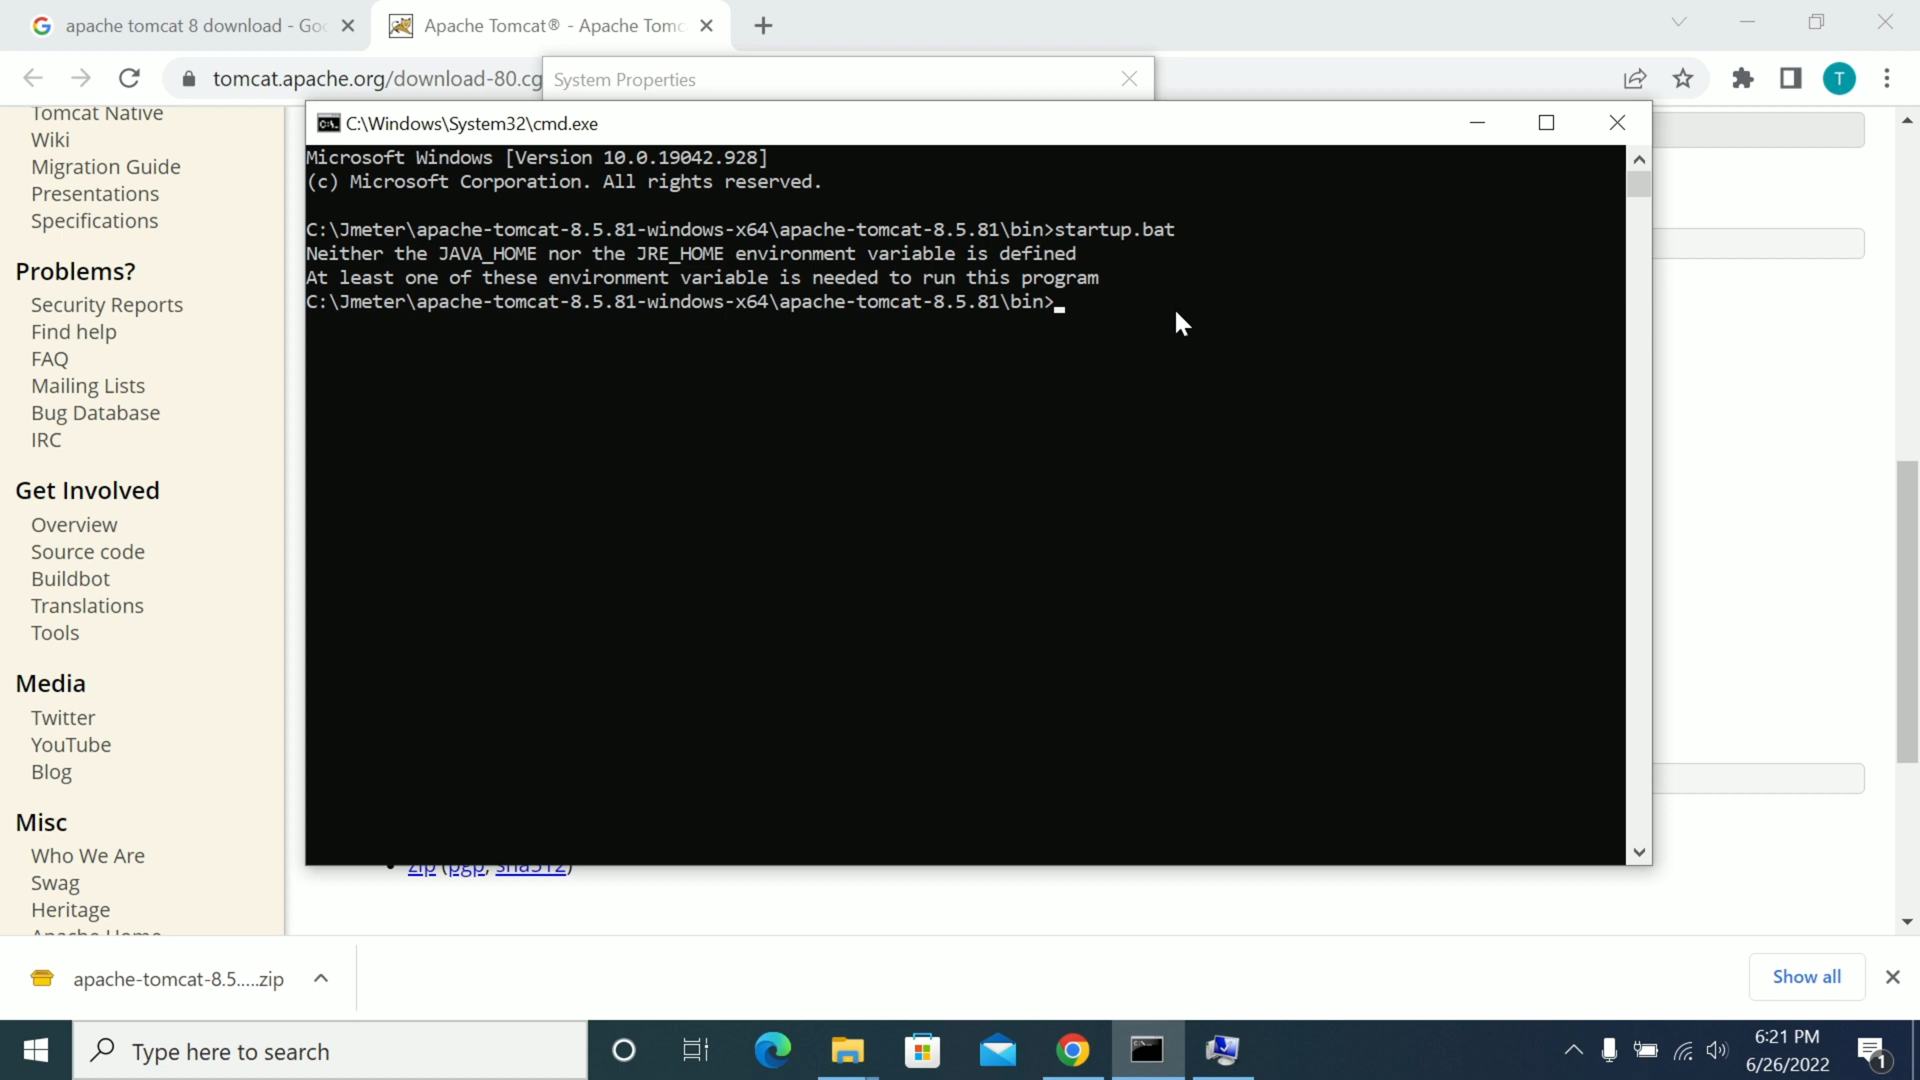 apache tomcat 8 download - Goo
Apache Tomcat® - Apache Tomc
tomcat.apache.org/download-80.cg
System Properties
T
Tomcat Native
Wiki
Migration Guide
Presentations
Specifications
Problems?
Security Reports
Find help
FAQ
Mailing Lists
Bug Database
IRC
Get Involved
Overview
Source code
Buildbot
Translations
Tools
Media
Twitter
YouTube
Blog
Misc
Who We Are
Swag
Heritage
Apache Home
C:\Windows\System32\cmd.exe
Microsoft Windows [Version 10.0.19042.928]
(c) Microsoft Corporation. All rights reserved.
C:\Jmeter\apache-tomcat-8.5.81-windows-x64\apache-tomcat-8.5.81\bin>startup.bat
Neither the JAVA_HOME nor the JRE_HOME environment variable is defined
At least one of these environment variable is needed to run this program
C:\Jmeter\apache-tomcat-8.5.81-windows-x64\apache-tomcat-8.5.81\bin>
zip (pgp, sha512)
apache-tomcat-8.5.....zip
Show all
Type here to search
6:21 PM
6/26/2022
1